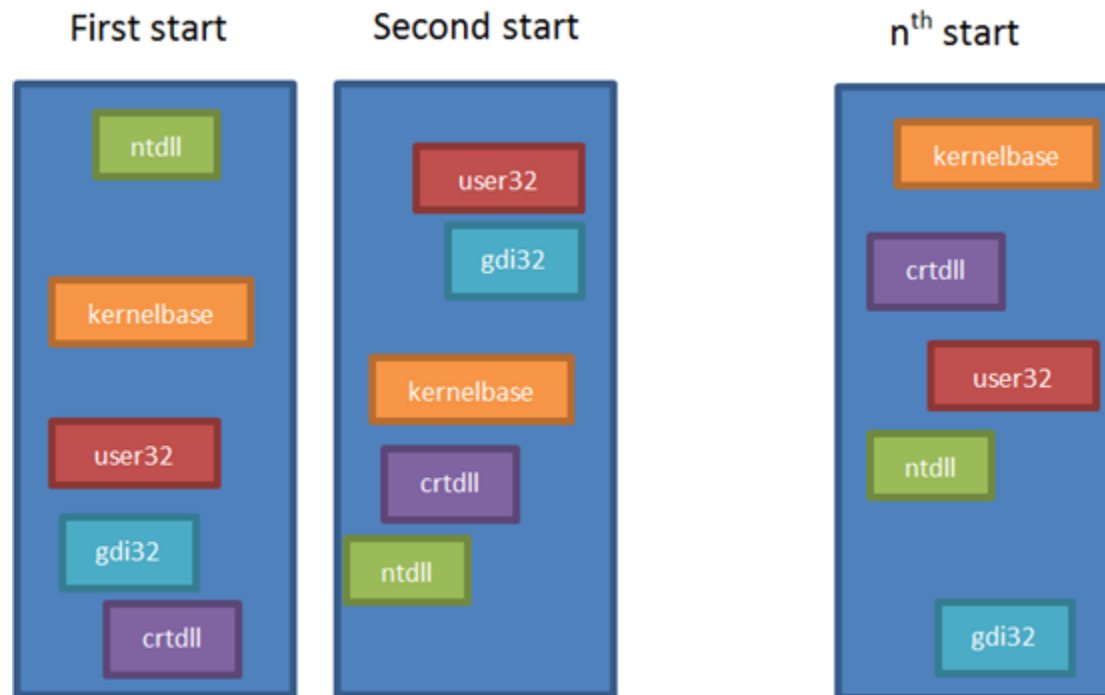 First start
Second start
nth start
ntdll
kernelbase
user32
gdi32
crtdll
user32
gdi32
kernelbase
crtdll
ntdll
kernelbase
crtdll
user32
ntdll
gdi32